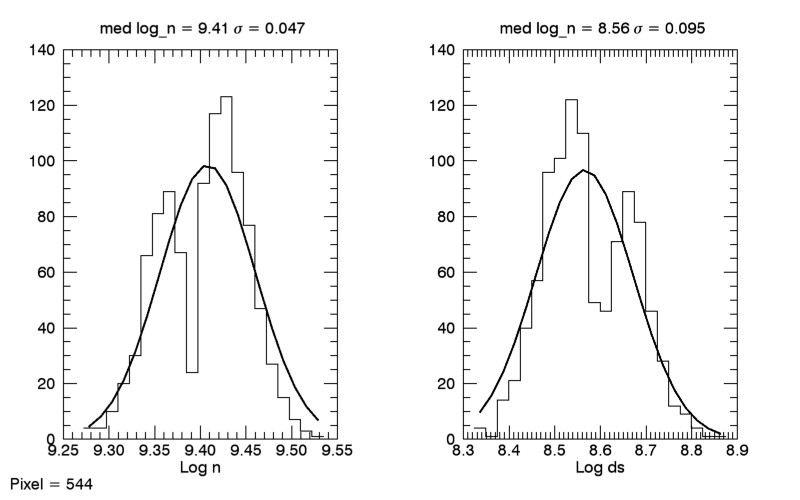 med log_n = 9.41 σ = 0.047
140
120
100
80
60
40
20
0
9.25 9.30 9.35 9.40 9.45 9.50 9.55
Log n
med log_n = 8.56 σ = 0.095
140
120
100
80
60
40
20
0
8.3 8.4 8.5 8.6 8.7 8.8 8.9
Log ds
Pixel = 544